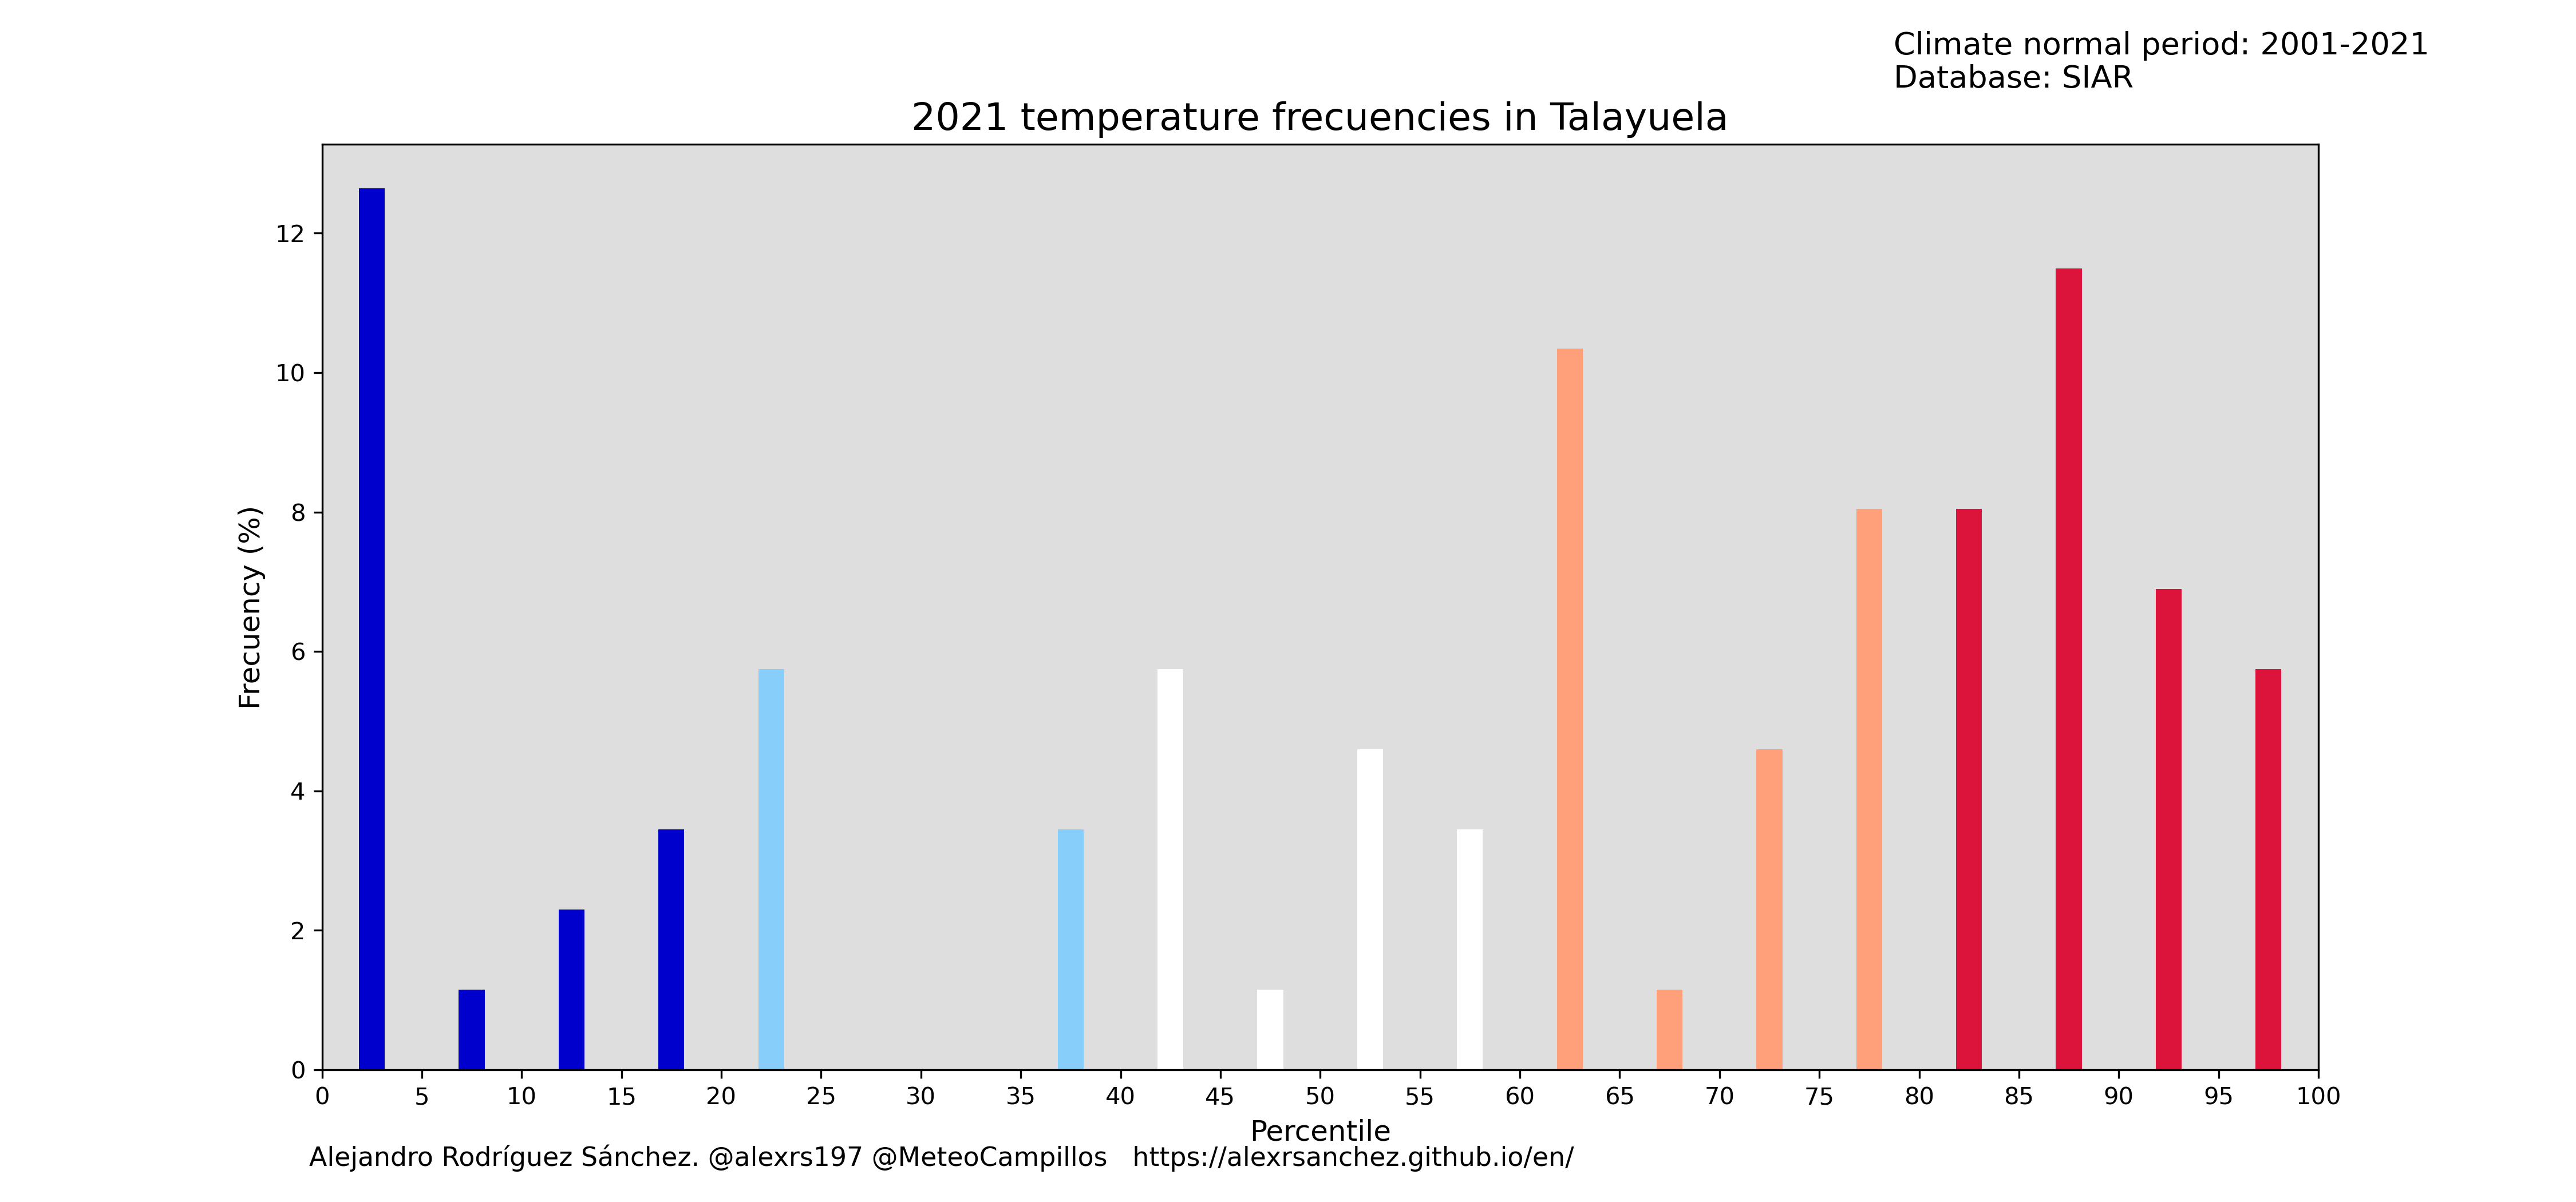 Climate normal period: 2001-2021
Database: SIAR
2021 temperature frecuencies in Talayuela
Frecuency (%)
12
10
8
6
4
2
0
0 5 10 15 20 25 30 35 40 45 50 55 60 65 70 75 80 85 90 95 100
Percentile
Alejandro Rodríguez Sánchez. @alexrs197 @MeteoCampillos https://alexrsanchez.github.io/en/